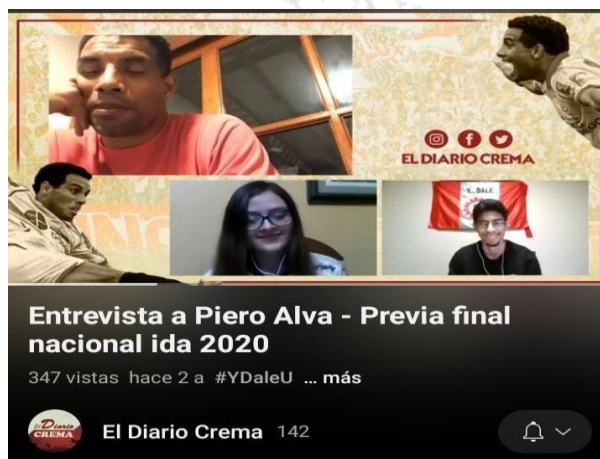 EL DIARIO CREMA
Y... DALE
Entrevista a Piero Alva - Previa final
nacional ida 2020
347 vistas hace 2 a #YDaleU ... más
Diario
CREMA
El Diario Crema 142